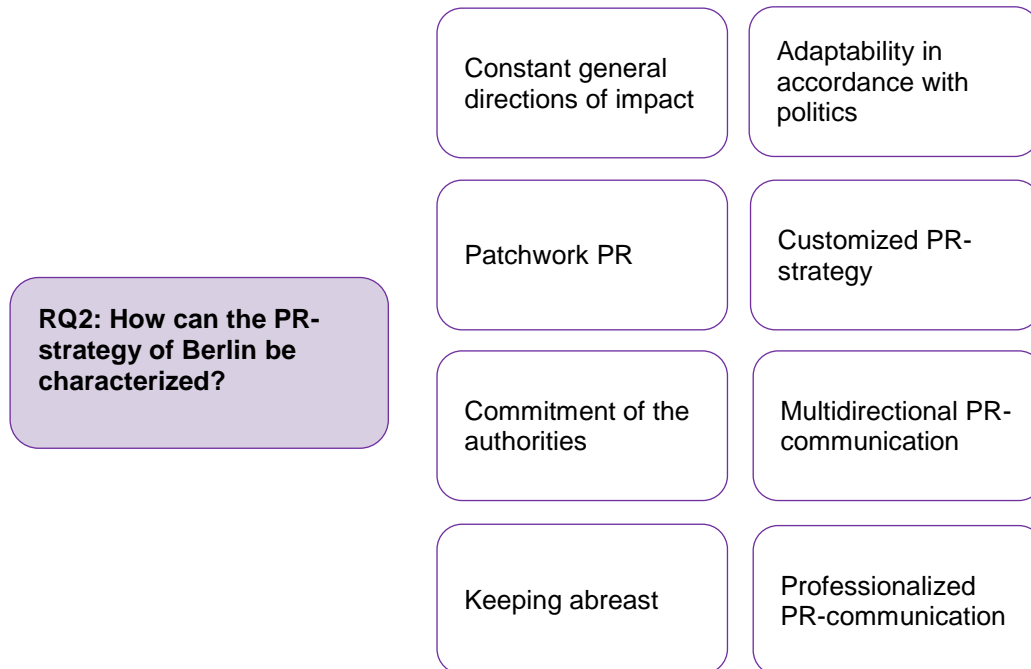 RQ2: How can the PR-
strategy of Berlin be
characterized?
Constant general
directions of impact
Adaptability in
accordance with
politics
Patchwork PR
Customized PR-
strategy
Commitment of the
authorities
Multidirectional PR-
communication
Keeping abreast
Professionalized
PR-communication